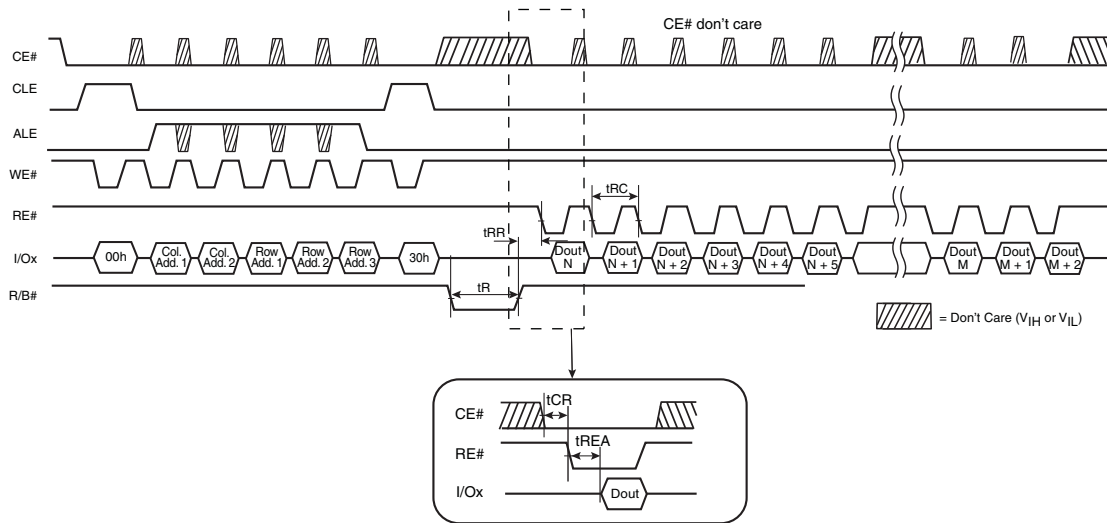 CE# don't care
CE#
CLE
ALE
WE#
RE#
tRC
tRR
I/Ox
00h
Col. Add. 1
Col. Add. 2
Row Add. 1
Row Add. 2
Row Add. 3
30h
Dout N
Dout N + 1
Dout N + 2
Dout N + 3
Dout N + 4
Dout N + 5
Dout M
Dout M + 1
Dout M + 2
R/B#
tR
= Don't Care (VIH or VIL)
CE#
tCR
RE#
tREA
I/Ox
Dout